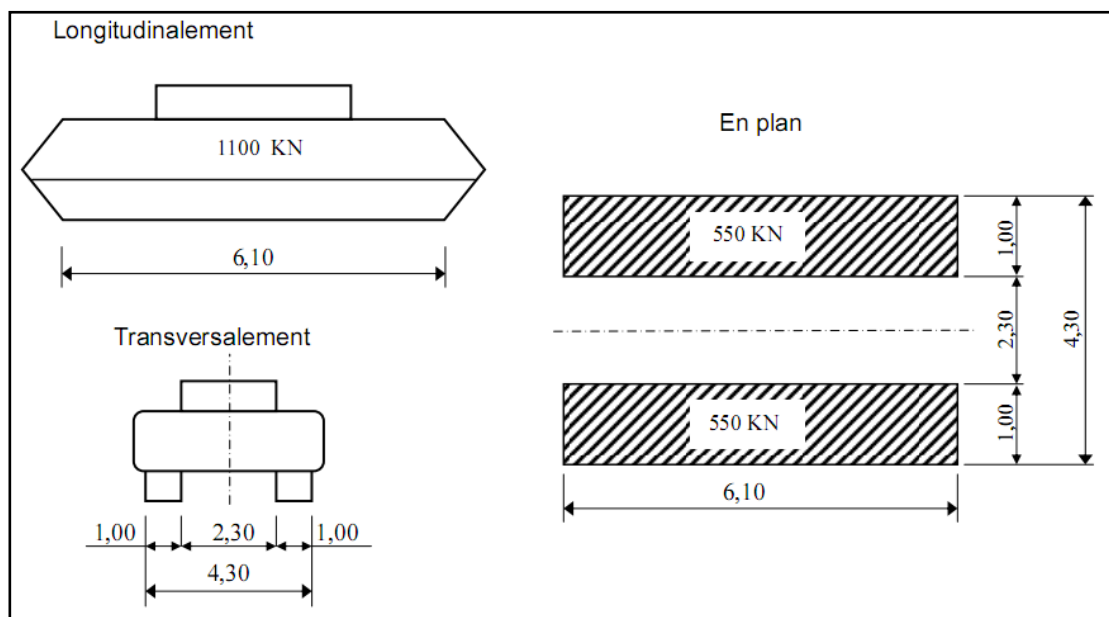 Longitudinalement
1100 KN
6,10
Transversalement
1,00 2,30 1,00
4,30
En plan
550 KN
1,00
2,30
4,30
550 KN
1,00
6,10